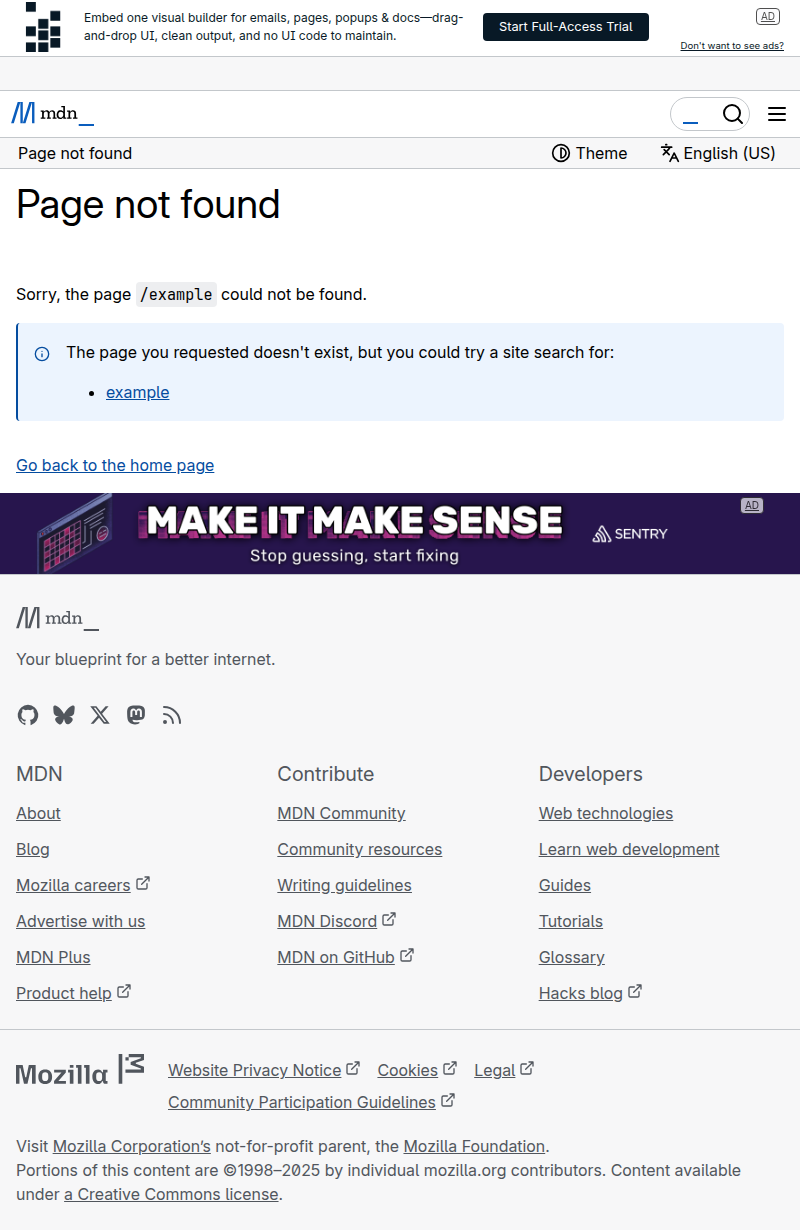 Embed one visual builder for emails, pages, popups & docs—drag-
and-drop UI, clean output, and no UI code to maintain.
Start Full-Access Trial
AD
Don't want to see ads?
mdn_
Page not found
Theme
English (US)
Page not found
Sorry, the page /example could not be found.
The page you requested doesn't exist, but you could try a site search for:
• example
Go back to the home page
MAKE IT MAKE SENSE
Stop guessing, start fixing
SENTRY
AD
mdn_
Your blueprint for a better internet.
MDN
About
Blog
Mozilla careers
Advertise with us
MDN Plus
Product help
Contribute
MDN Community
Community resources
Writing guidelines
MDN Discord
MDN on GitHub
Developers
Web technologies
Learn web development
Guides
Tutorials
Glossary
Hacks blog
Mozilla
Website Privacy Notice
Cookies
Legal
Community Participation Guidelines
Visit Mozilla Corporation’s not-for-profit parent, the Mozilla Foundation.
Portions of this content are ©1998–2025 by individual mozilla.org contributors. Content available
under a Creative Commons license.